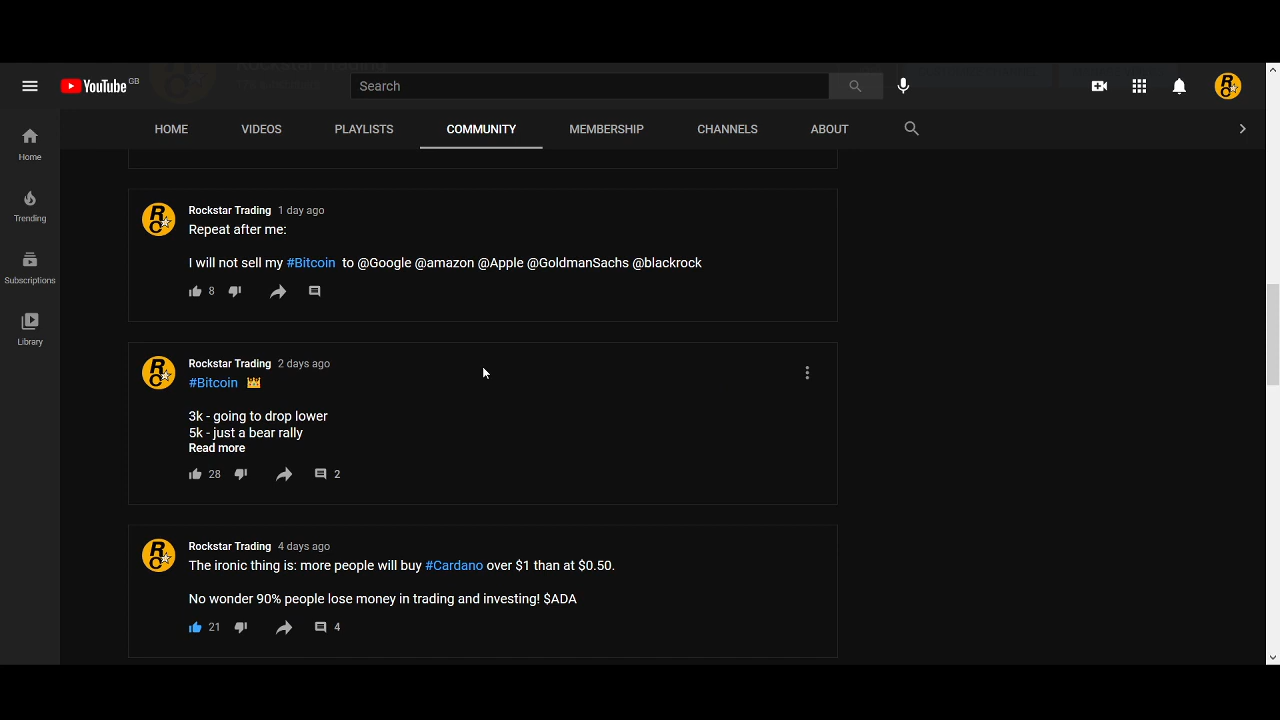 YouTube GB
Search
HOME VIDEOS PLAYLISTS COMMUNITY MEMBERSHIP CHANNELS ABOUT
Home
Trending
Subscriptions
Library
Rockstar Trading 1 day ago
Repeat after me:
I will not sell my #Bitcoin to @Google @amazon @Apple @GoldmanSachs @blackrock
8
Rockstar Trading 2 days ago
#Bitcoin 👑
3k - going to drop lower
5k - just a bear rally
Read more
28 2
Rockstar Trading 4 days ago
The ironic thing is: more people will buy #Cardano over $1 than at $0.50.
No wonder 90% people lose money in trading and investing! $ADA
21 4